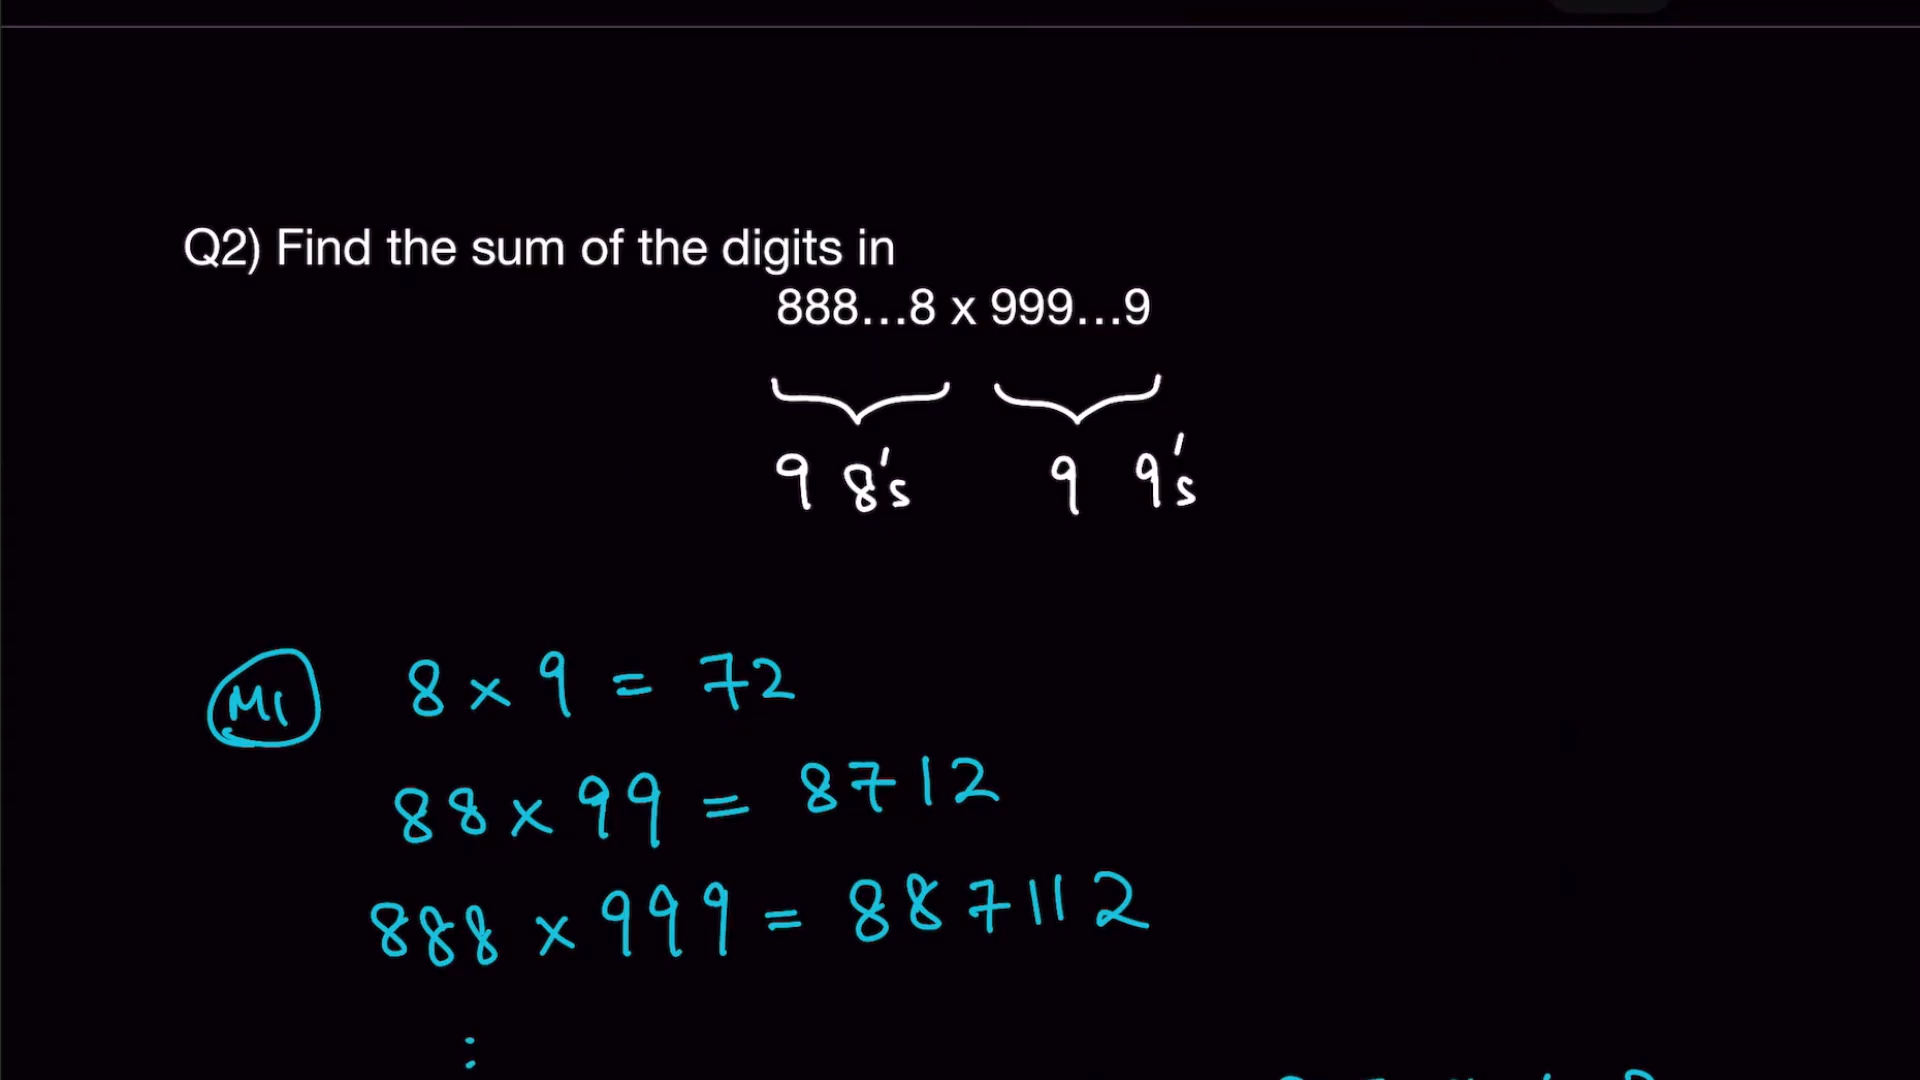 Q2) Find the sum of the digits in
888...8 x 999...9
9 8's 9 9's
M1 8 x 9 = 72
88 x 99 = 8712
888 x 999 = 887112
: